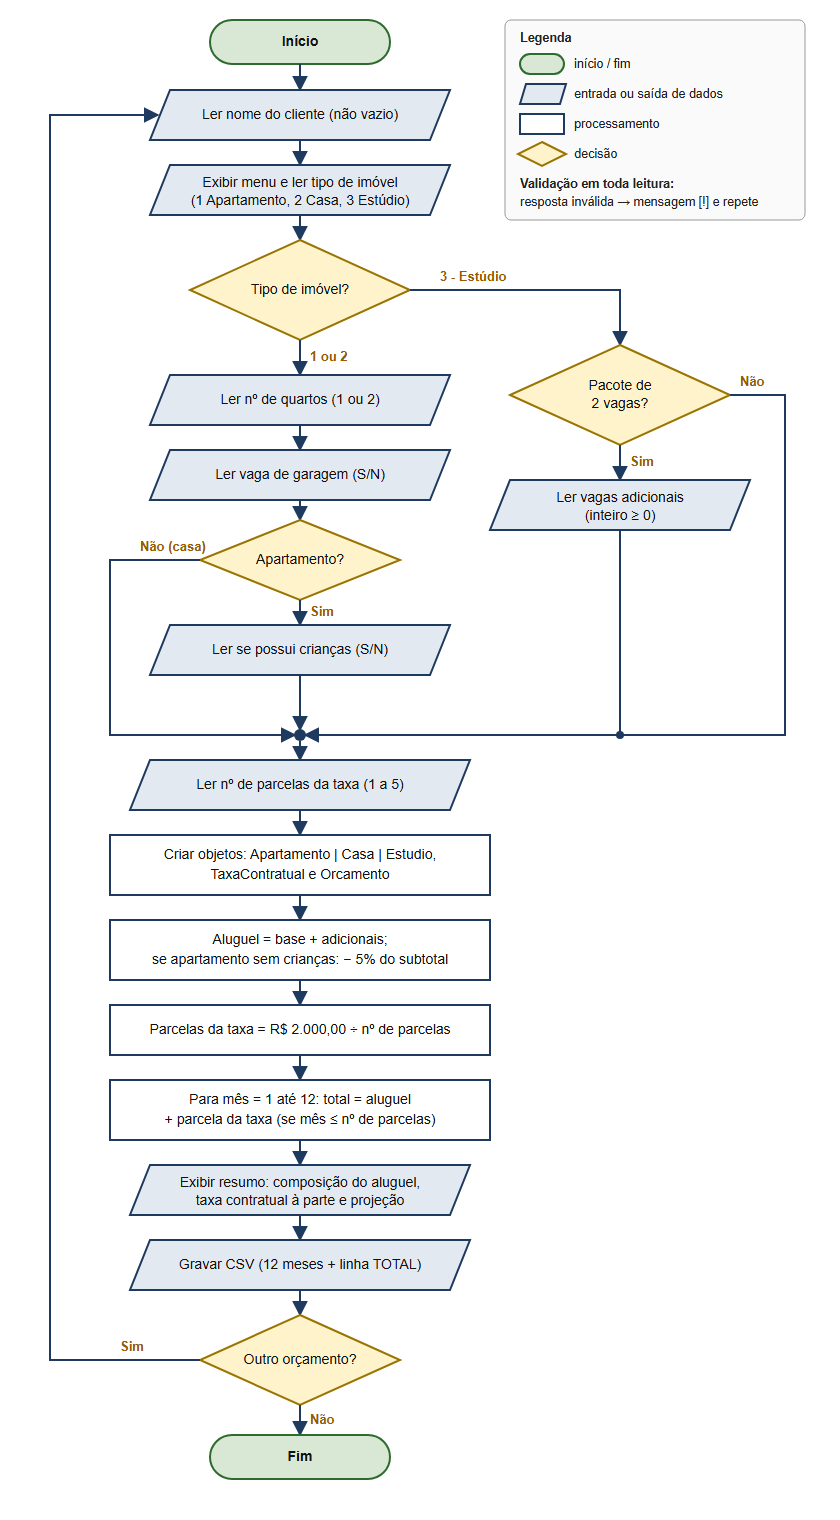 Início
Legenda
início / fim
entrada ou saída de dados
processamento
decisão
Validação em toda leitura:
resposta inválida → mensagem [!] e repete
Ler nome do cliente (não vazio)
Exibir menu e ler tipo de imóvel
(1 Apartamento, 2 Casa, 3 Estúdio)
Tipo de imóvel?
3 - Estúdio
1 ou 2
Pacote de
2 vagas?
Não
Sim
Ler vagas adicionais
(inteiro ≥ 0)
Ler nº de quartos (1 ou 2)
Ler vaga de garagem (S/N)
Apartamento?
Não (casa)
Sim
Ler se possui crianças (S/N)
Ler nº de parcelas da taxa (1 a 5)
Criar objetos: Apartamento | Casa | Estudio,
TaxaContratual e Orcamento
Aluguel = base + adicionais;
se apartamento sem crianças: − 5% do subtotal
Parcelas da taxa = R$ 2.000,00 ÷ nº de parcelas
Para mês = 1 até 12: total = aluguel
+ parcela da taxa (se mês ≤ nº de parcelas)
Exibir resumo: composição do aluguel,
taxa contratual à parte e projeção
Gravar CSV (12 meses + linha TOTAL)
Outro orçamento?
Sim
Não
Fim